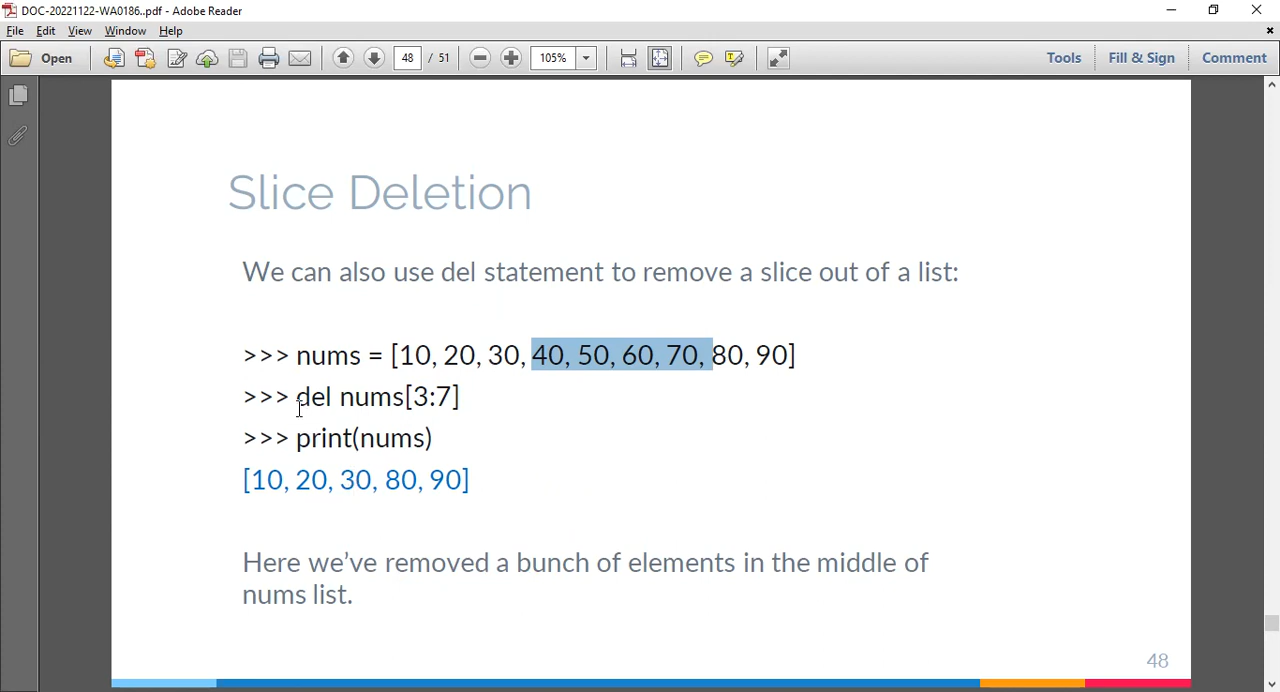 DOC-20221122-WA0186..pdf - Adobe Reader
File Edit View Window Help
Open 48 / 51 105% Tools Fill & Sign Comment
Slice Deletion
We can also use del statement to remove a slice out of a list:
>>> nums = [10, 20, 30, 40, 50, 60, 70, 80, 90]
>>> del nums[3:7]
>>> print(nums)
[10, 20, 30, 80, 90]
Here we’ve removed a bunch of elements in the middle of
nums list.
48